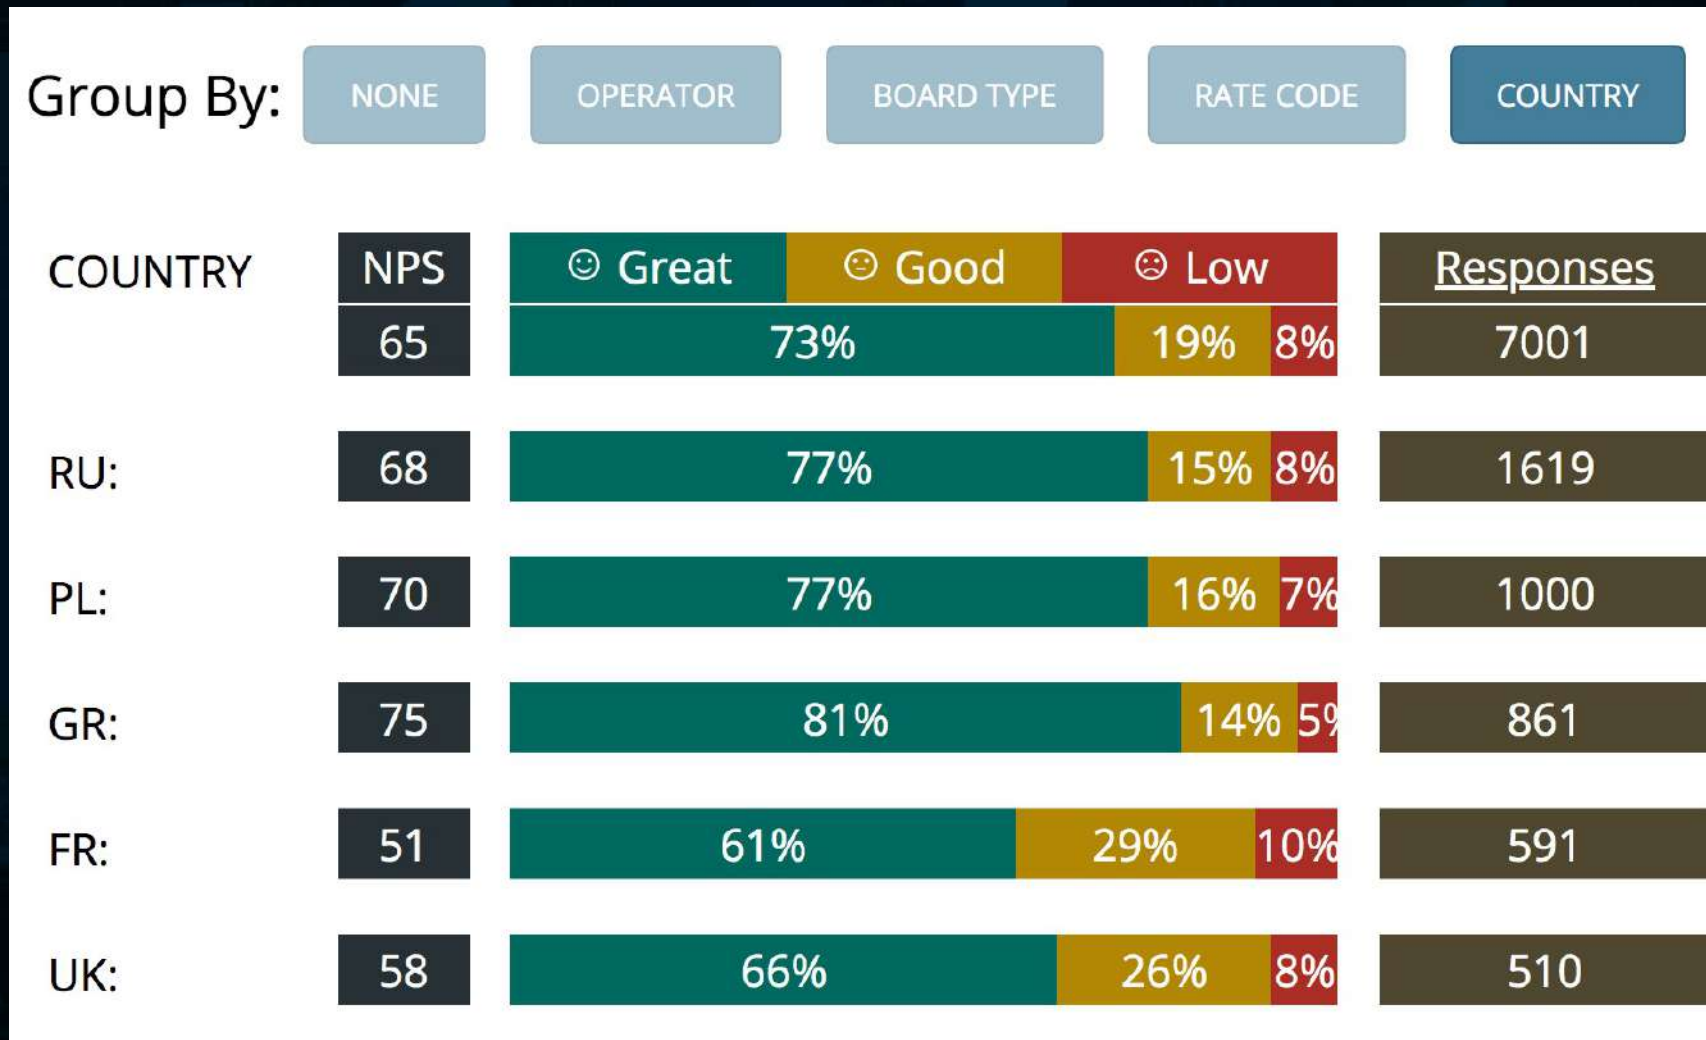 Group By: NONE OPERATOR BOARD TYPE RATE CODE COUNTRY
COUNTRY NPS Great Good Low Responses
65 73% 19% 8% 7001
RU: 68 77% 15% 8% 1619
PL: 70 77% 16% 7% 1000
GR: 75 81% 14% 5% 861
FR: 51 61% 29% 10% 591
UK: 58 66% 26% 8% 510